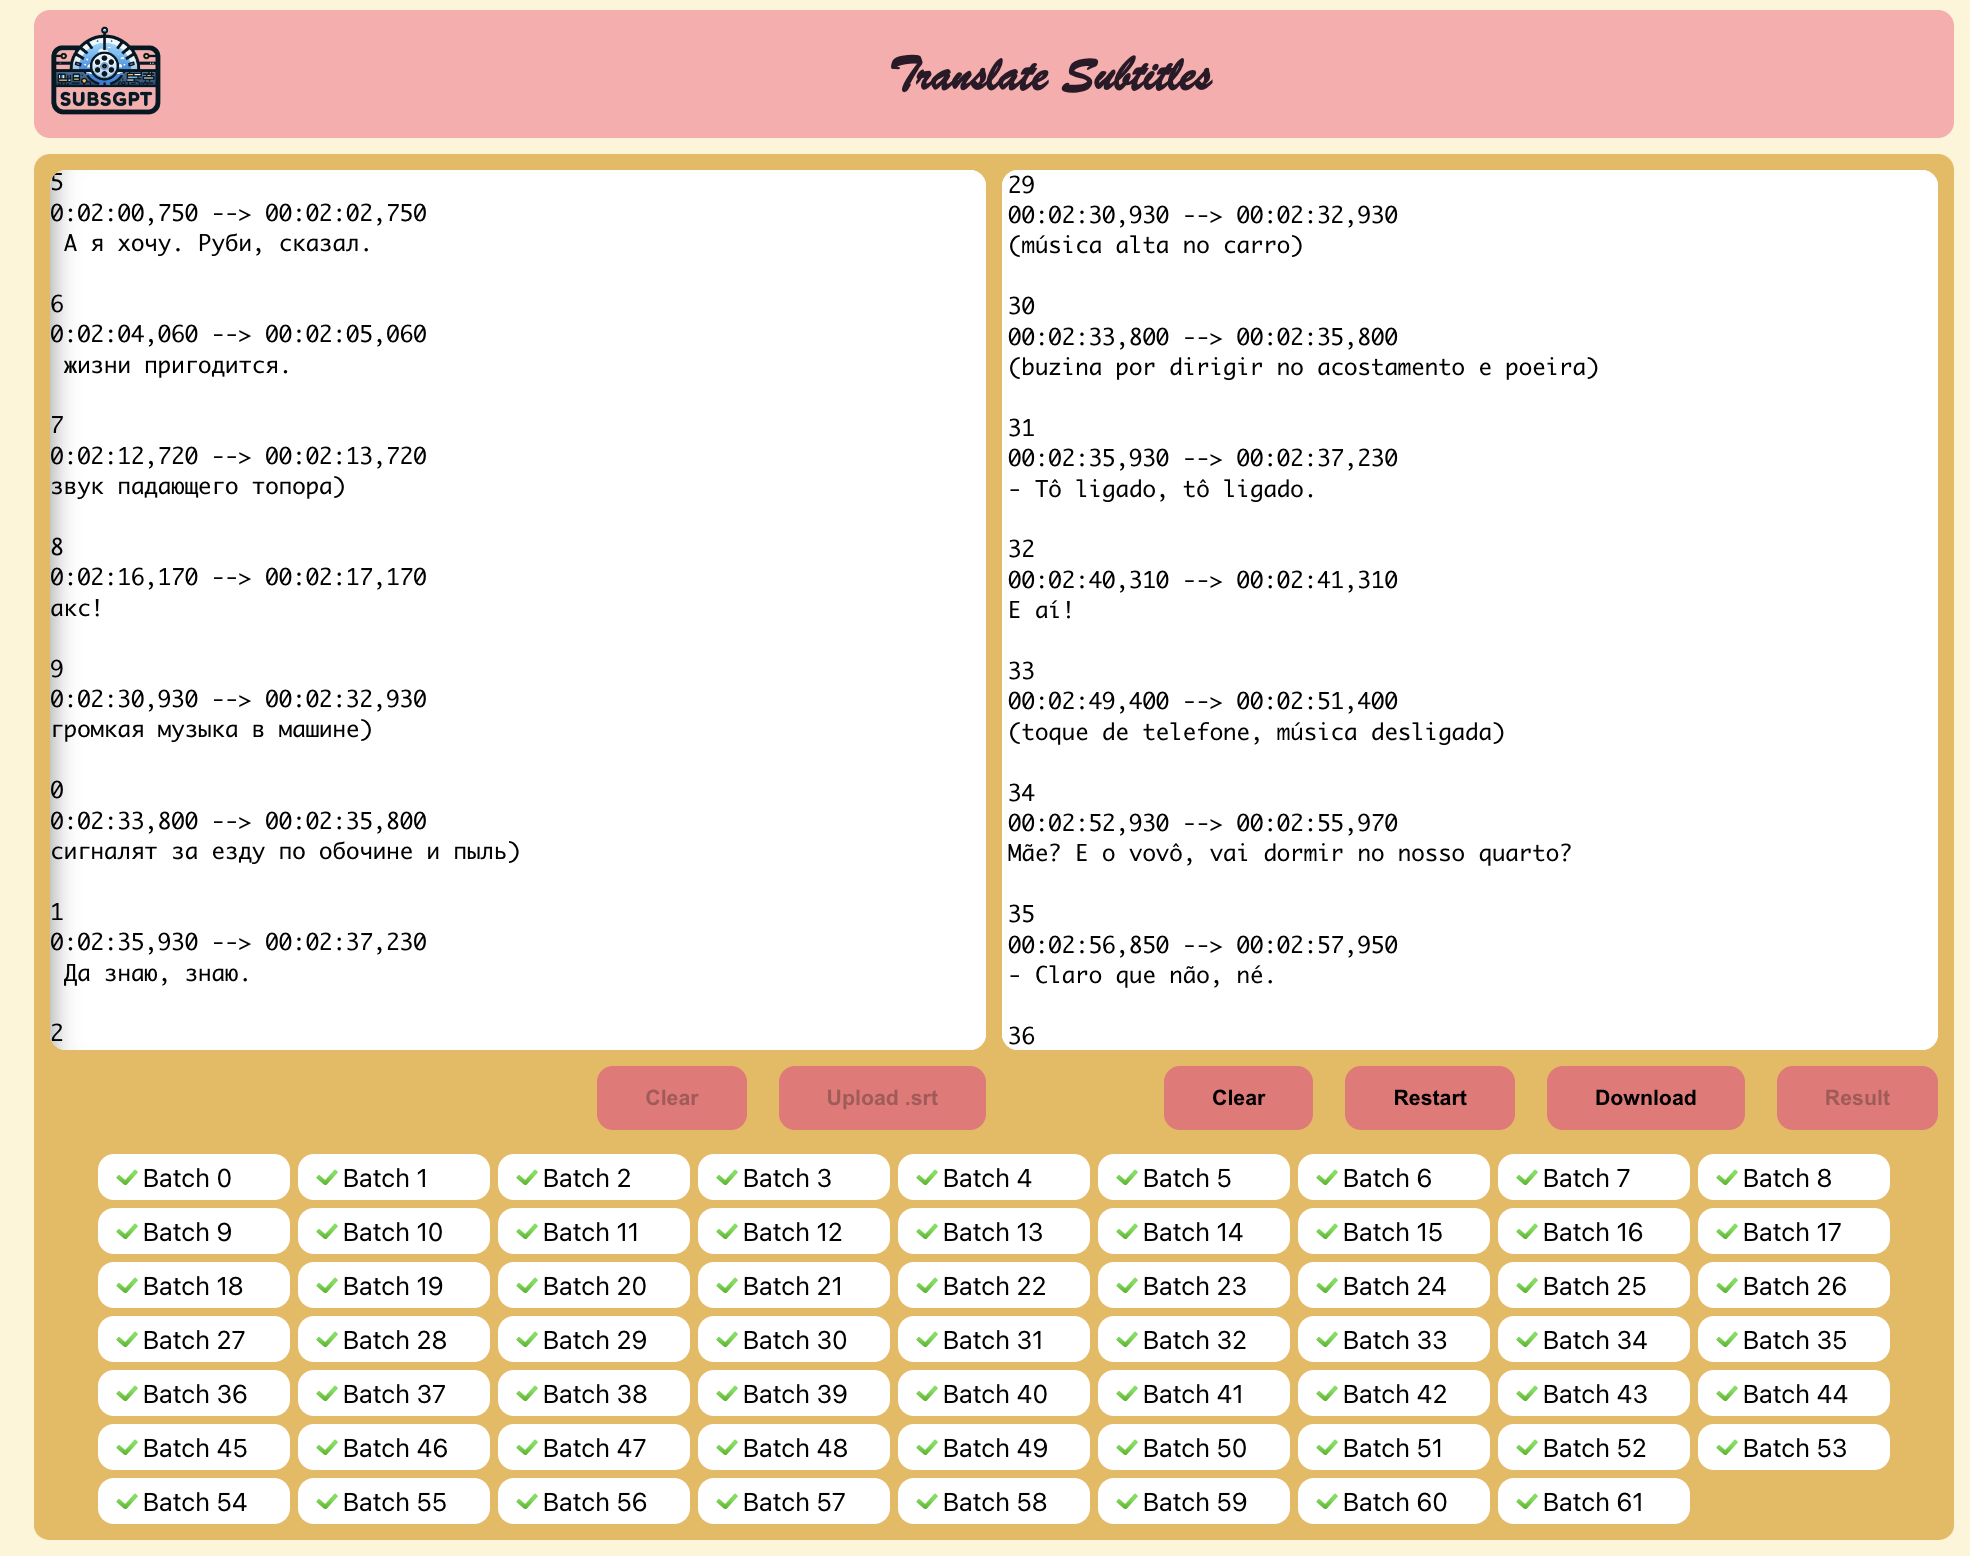 SUBSGPT
Translate Subtitles
5
0:02:00,750 --> 00:02:02,750
А я хочу. Руби, сказал.
6
0:02:04,060 --> 00:02:05,060
жизни пригодится.
7
0:02:12,720 --> 00:02:13,720
звук падающего топора)
8
0:02:16,170 --> 00:02:17,170
акс!
9
0:02:30,930 --> 00:02:32,930
громкая музыка в машине)
0
0:02:33,800 --> 00:02:35,800
сигналят за езду по обочине и пыль)
1
0:02:35,930 --> 00:02:37,230
Да знаю, знаю.
2
29
00:02:30,930 --> 00:02:32,930
(música alta no carro)
30
00:02:33,800 --> 00:02:35,800
(buzina por dirigir no acostamento e poeira)
31
00:02:35,930 --> 00:02:37,230
- Tô ligado, tô ligado.
32
00:02:40,310 --> 00:02:41,310
E aí!
33
00:02:49,400 --> 00:02:51,400
(toque de telefone, música desligada)
34
00:02:52,930 --> 00:02:55,970
Mãe? E o vovô, vai dormir no nosso quarto?
35
00:02:56,850 --> 00:02:57,950
- Claro que não, né.
36
Clear Upload .srt Clear Restart Download Result
Batch 0 Batch 1 Batch 2 Batch 3 Batch 4 Batch 5 Batch 6 Batch 7 Batch 8
Batch 9 Batch 10 Batch 11 Batch 12 Batch 13 Batch 14 Batch 15 Batch 16 Batch 17
Batch 18 Batch 19 Batch 20 Batch 21 Batch 22 Batch 23 Batch 24 Batch 25 Batch 26
Batch 27 Batch 28 Batch 29 Batch 30 Batch 31 Batch 32 Batch 33 Batch 34 Batch 35
Batch 36 Batch 37 Batch 38 Batch 39 Batch 40 Batch 41 Batch 42 Batch 43 Batch 44
Batch 45 Batch 46 Batch 47 Batch 48 Batch 49 Batch 50 Batch 51 Batch 52 Batch 53
Batch 54 Batch 55 Batch 56 Batch 57 Batch 58 Batch 59 Batch 60 Batch 61